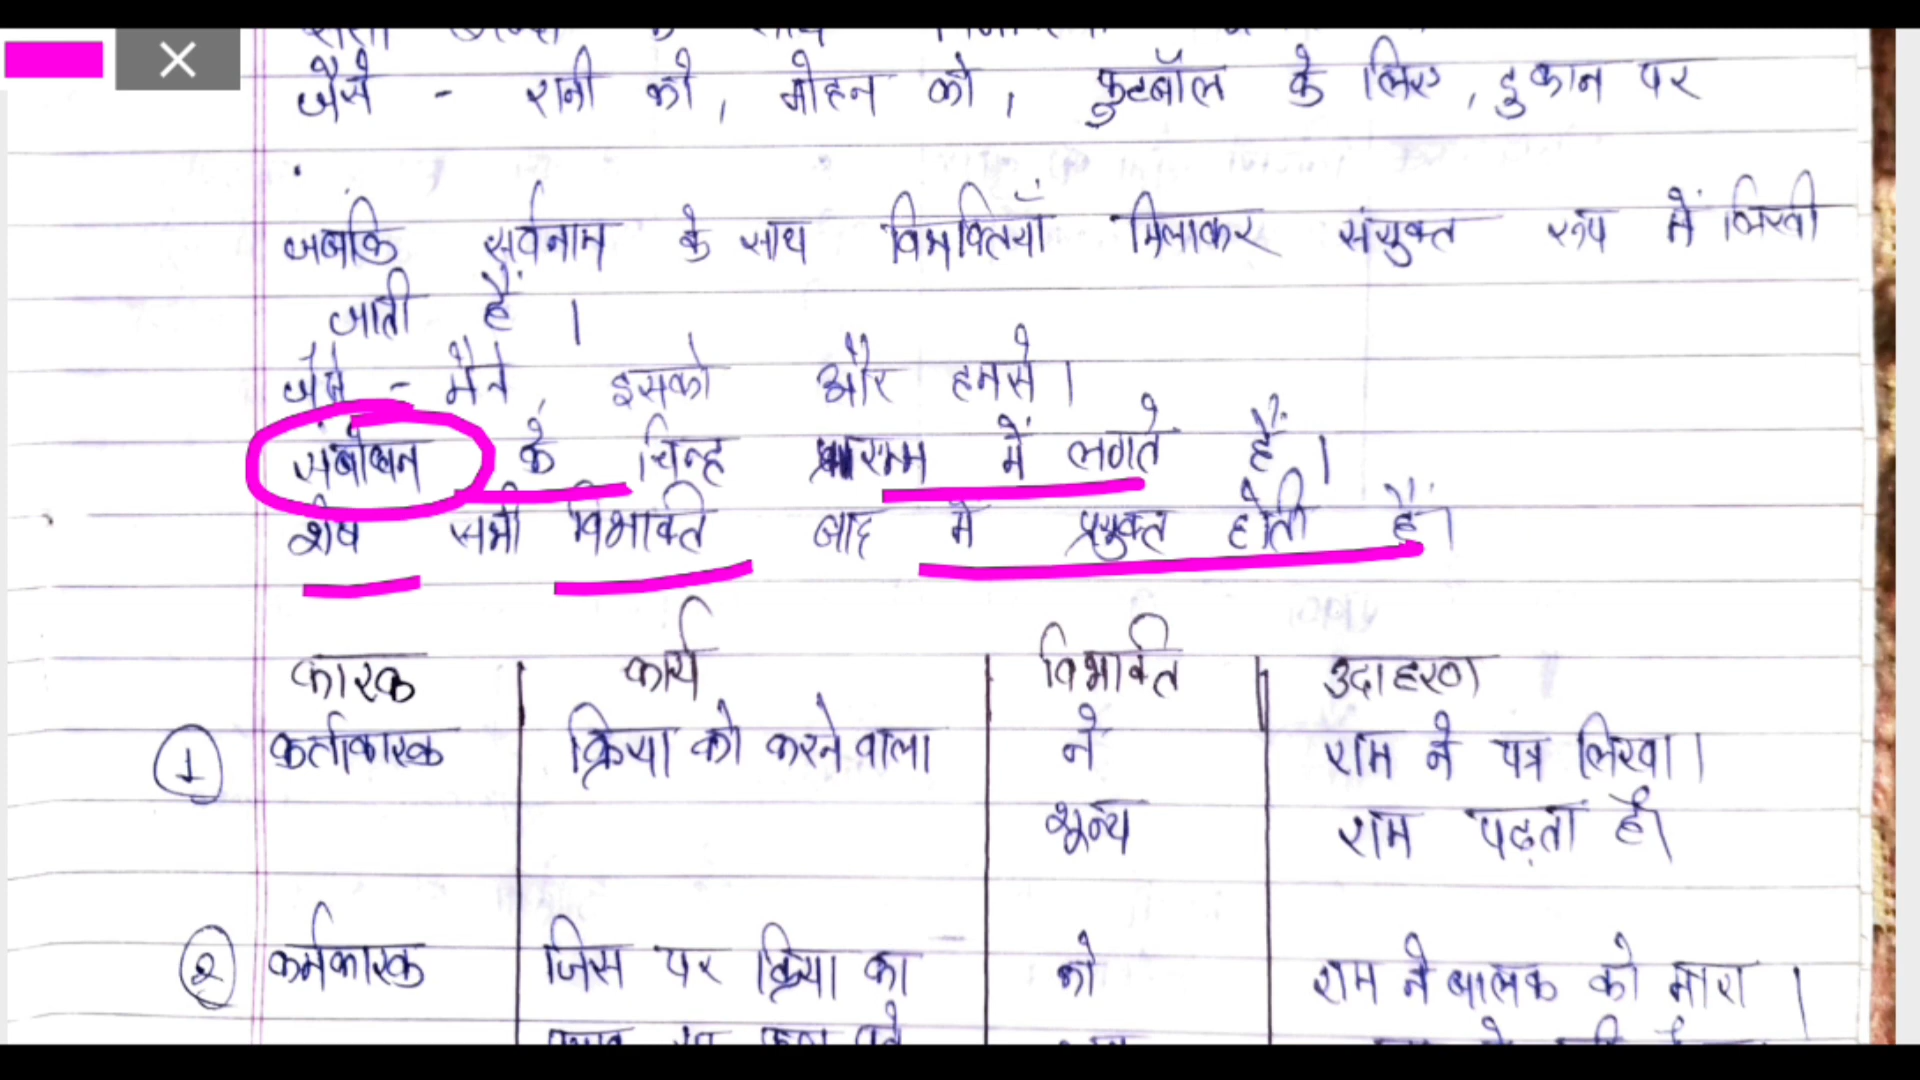 जैसे - रानी को, मोहन को, फुटबॉल के लिए, दुकान पर
जबकि सर्वनाम के साथ विभक्तियाँ मिलाकर संयुक्त रूप में लिखी
जाती हैं।
जैसे - मैंने, इसको और हमसे।
संबोधन के चिन्ह प्रारम्भ में लगते हैं।
शेष सभी विभक्ति बाद में प्रयुक्त होती हैं।
कारक कार्य विभक्ति उदाहरण
1 कर्ताकारक क्रिया को करने वाला ने राम ने पत्र लिखा।
शून्य राम पढ़ता है।
2 कर्मकारक जिस पर क्रिया का को राम ने बालक को मारा।